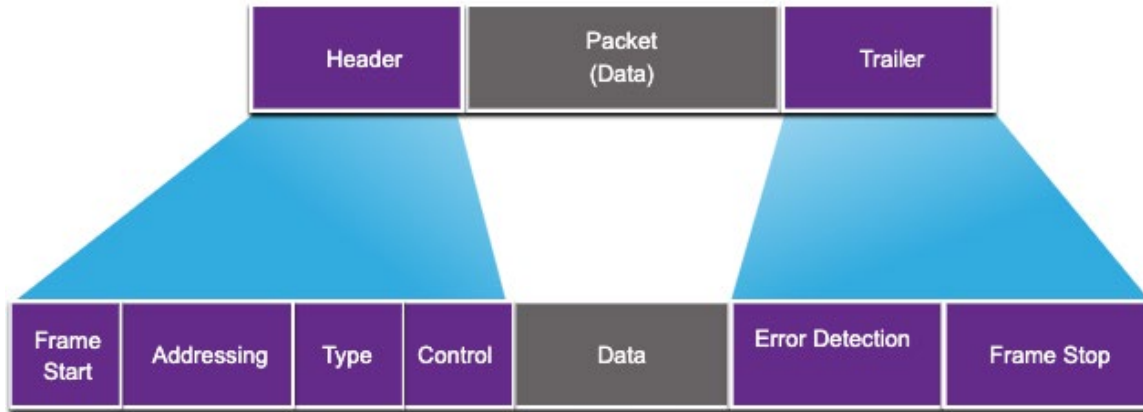 Header
Packet
(Data)
Trailer
Frame
Start
Addressing
Type
Control
Data
Error Detection
Frame Stop